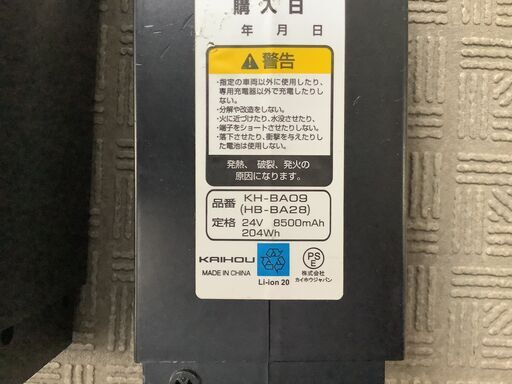 購入日
年 月 日
警告
・指定の車両以外に使用したり、
専用充電器以外で充電したりしない。
・分解や改造をしない。
・火に近づけたり、水没させたり、
・端子をショートさせたりしない。
・落下させたり、衝撃を与えたりし
た電池は使用しない。
発熱、破裂、発火の
原因になります。
品番 KH-BA09
(HB-BA28)
定格 24V 8500mAh
204Wh
KAIHOU
MADE IN CHINA
Li-ion 20
PS
E
株式会社
カイホウジャパン